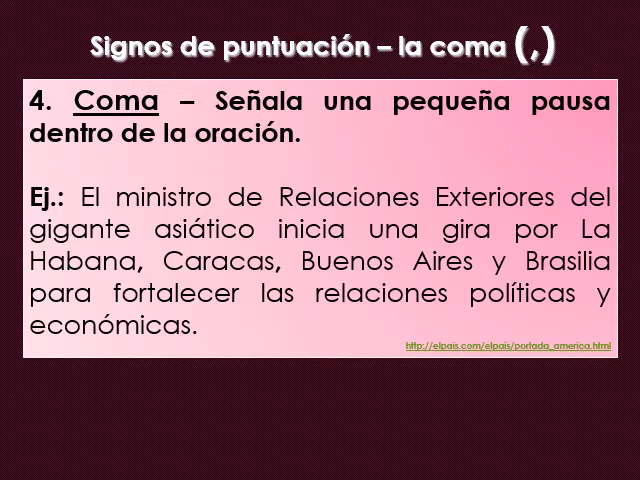 Signos de puntuación – la coma (,)
4. Coma – Señala una pequeña pausa
dentro de la oración.
Ej.: El ministro de Relaciones Exteriores del
gigante asiático inicia una gira por La
Habana, Caracas, Buenos Aires y Brasilia
para fortalecer las relaciones políticas y
económicas.
http://elpais.com/elpais/portada_america.html